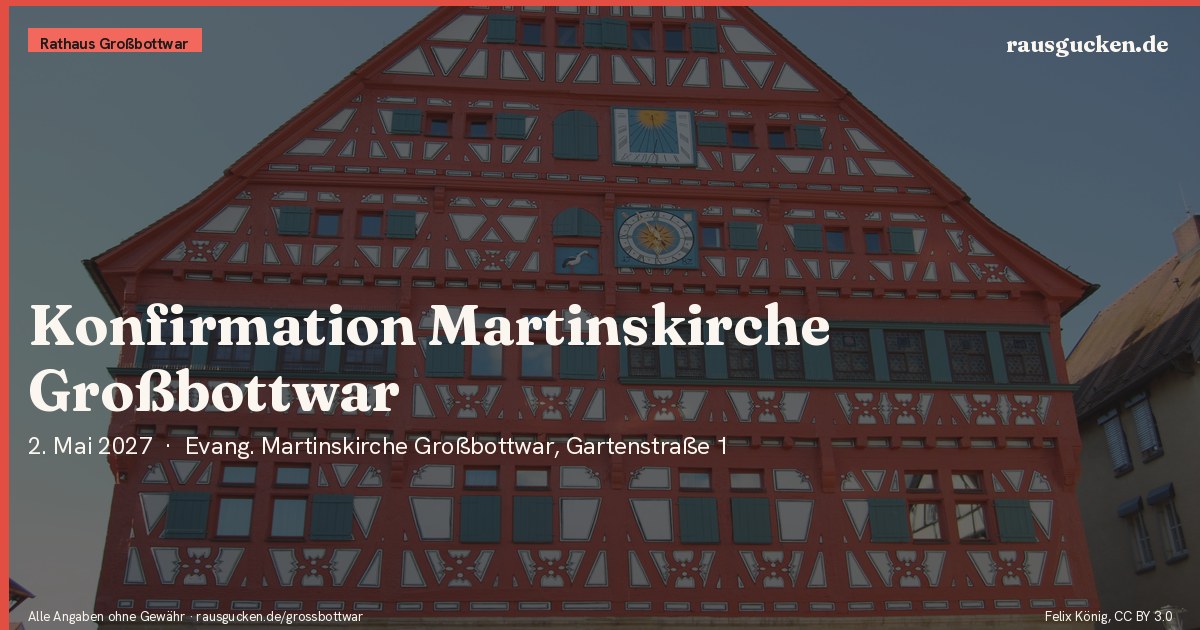 Rathaus Großbottwar
rausgucken.de
Konfirmation Martinskirche
Großbottwar
2. Mai 2027 · Evang. Martinskirche Großbottwar, Gartenstraße 1
Alle Angaben ohne Gewähr · rausgucken.de/grossbottwar
Felix König, CC BY 3.0